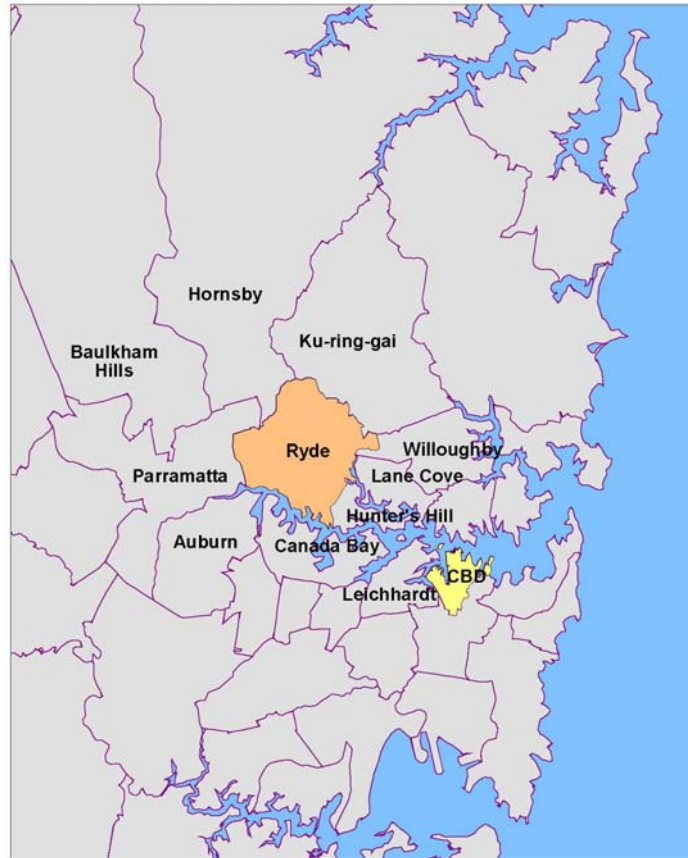 Hornsby
Ku-ring-gai
Baulkham
Hills
Ryde
Willoughby
Parramatta
Lane Cove
Hunter's Hill
Auburn
Canada Bay
CBD
Leichhardt